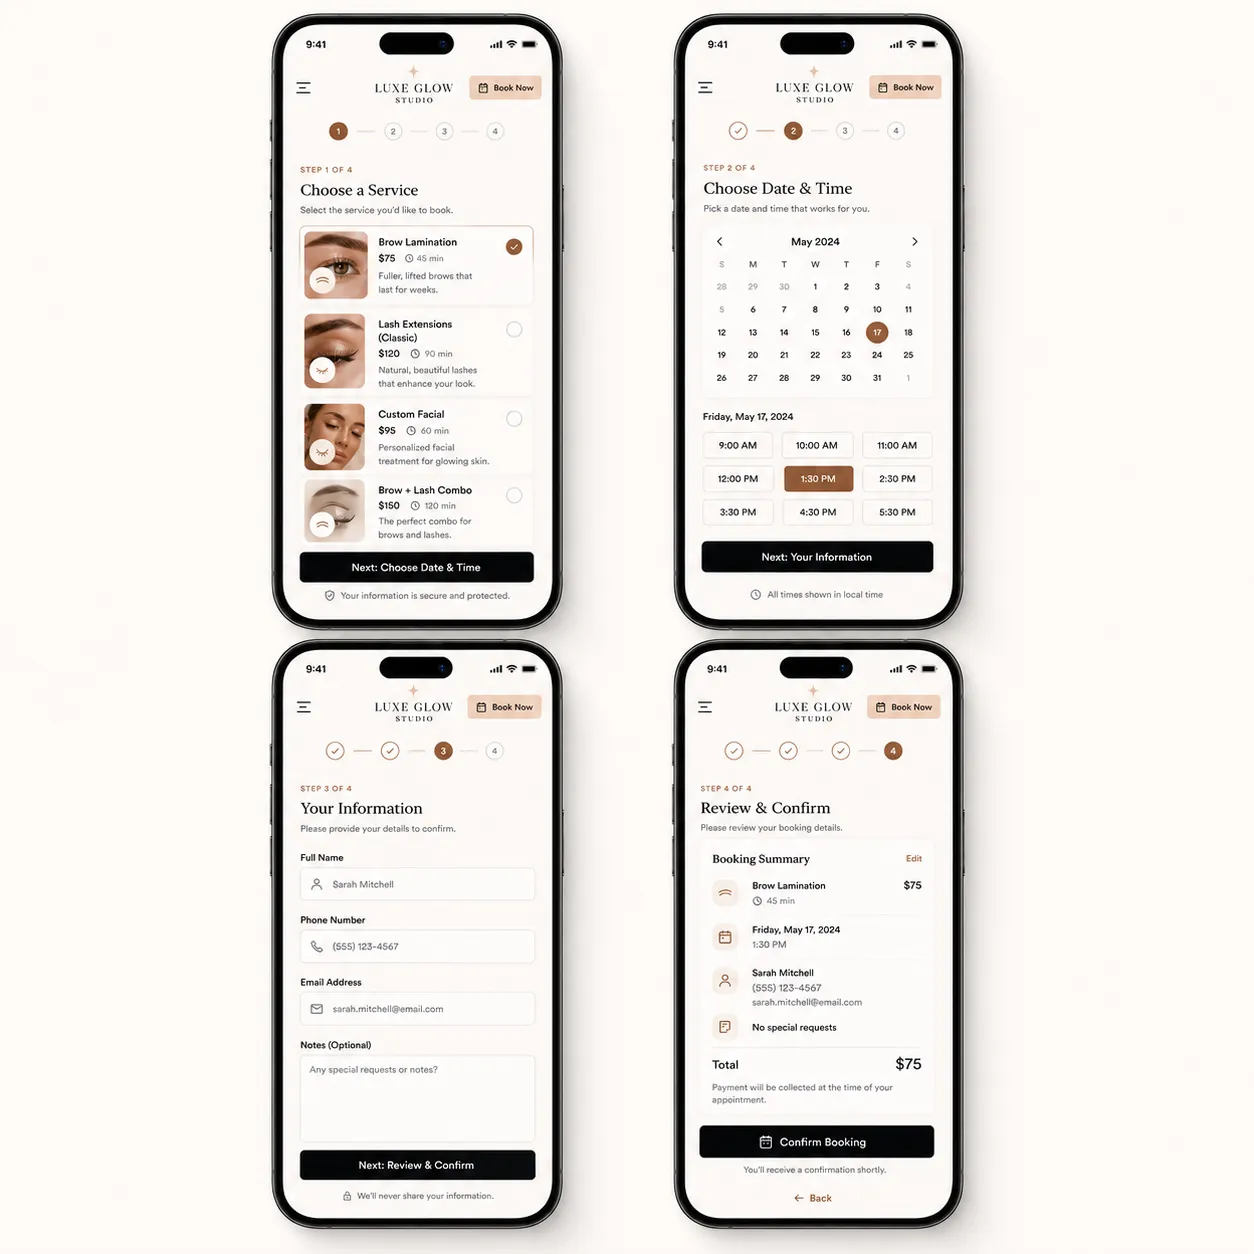 9:41
LUXE GLOW
STUDIO
Book Now
1 2 3 4
STEP 1 OF 4
Choose a Service
Select the service you'd like to book.
Brow Lamination
$75 45 min
Fuller, lifted brows that
last for weeks.
Lash Extensions
(Classic)
$120 90 min
Natural, beautiful lashes
that enhance your look.
Custom Facial
$95 60 min
Personalized facial
treatment for glowing skin.
Brow + Lash Combo
$150 120 min
The perfect combo for
brows and lashes.
Next: Choose Date & Time
Your information is secure and protected.
9:41
LUXE GLOW
STUDIO
Book Now
2 3 4
STEP 2 OF 4
Choose Date & Time
Pick a date and time that works for you.
May 2024
S M T W T F S
28 29 30 1 2 3 4
5 6 7 8 9 10 11
12 13 14 15 16 17 18
19 20 21 22 23 24 25
26 27 28 29 30 31 1
Friday, May 17, 2024
9:00 AM 10:00 AM 11:00 AM
12:00 PM 1:30 PM 2:30 PM
3:30 PM 4:30 PM 5:30 PM
Next: Your Information
All times shown in local time
9:41
LUXE GLOW
STUDIO
Book Now
3 4
STEP 3 OF 4
Your Information
Please provide your details to confirm.
Full Name
Sarah Mitchell
Phone Number
(555) 123-4567
Email Address
sarah.mitchell@email.com
Notes (Optional)
Any special requests or notes?
Next: Review & Confirm
We'll never share your information.
9:41
LUXE GLOW
STUDIO
Book Now
4
STEP 4 OF 4
Review & Confirm
Please review your booking details.
Booking Summary Edit
Brow Lamination $75
45 min
Friday, May 17, 2024
1:30 PM
Sarah Mitchell
(555) 123-4567
sarah.mitchell@email.com
No special requests
Total $75
Payment will be collected at the time of your
appointment.
Confirm Booking
You'll receive a confirmation shortly.
← Back